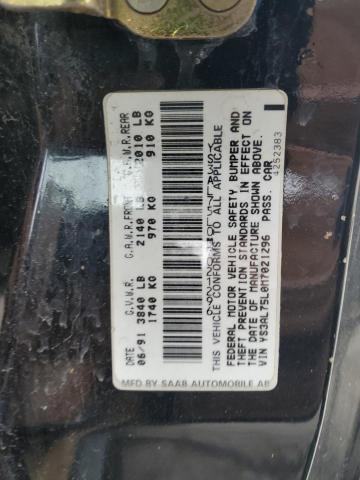 MFD BY SAAB AUTOMOBILE AB
DATE G.V.W.R. G.A.W.R.FRONT G.A.W.R.REAR
06/91 3840 LB 2140 LB 2010 LB
1740 KG 970 KG 910 KG
THIS VEHICLE CONFORMS TO ALL APPLICABLE
FEDERAL MOTOR VEHICLE SAFETY BUMPER AND
THEFT PREVENTION STANDARDS IN EFFECT ON
THE DATE OF MANUFACTURE SHOWN ABOVE.
VIN YS3AL75L0M7021296 PASS. CAR
4252383